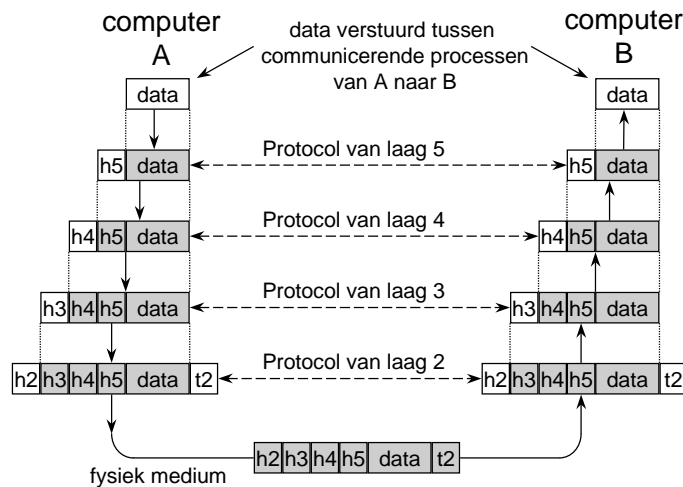 computer A
data verstuurd tussen
communicerende processen
van A naar B
computer B
data
data
h5 data
Protocol van laag 5
h5 data
h4 h5 data
Protocol van laag 4
h4 h5 data
h3 h4 h5 data
Protocol van laag 3
h3 h4 h5 data
h2 h3 h4 h5 data t2
Protocol van laag 2
h2 h3 h4 h5 data t2
h2 h3 h4 h5 data t2
fysiek medium